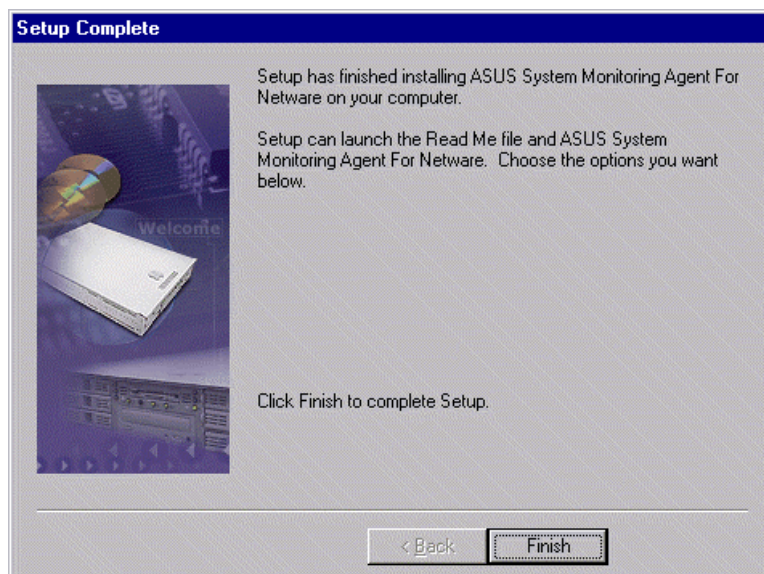 Setup Complete
Setup has finished installing ASUS System Monitoring Agent For
Netware on your computer.
Setup can launch the Read Me file and ASUS System
Monitoring Agent For Netware.  Choose the options you want
below.
Welcome
Click Finish to complete Setup.
< Back
Finish